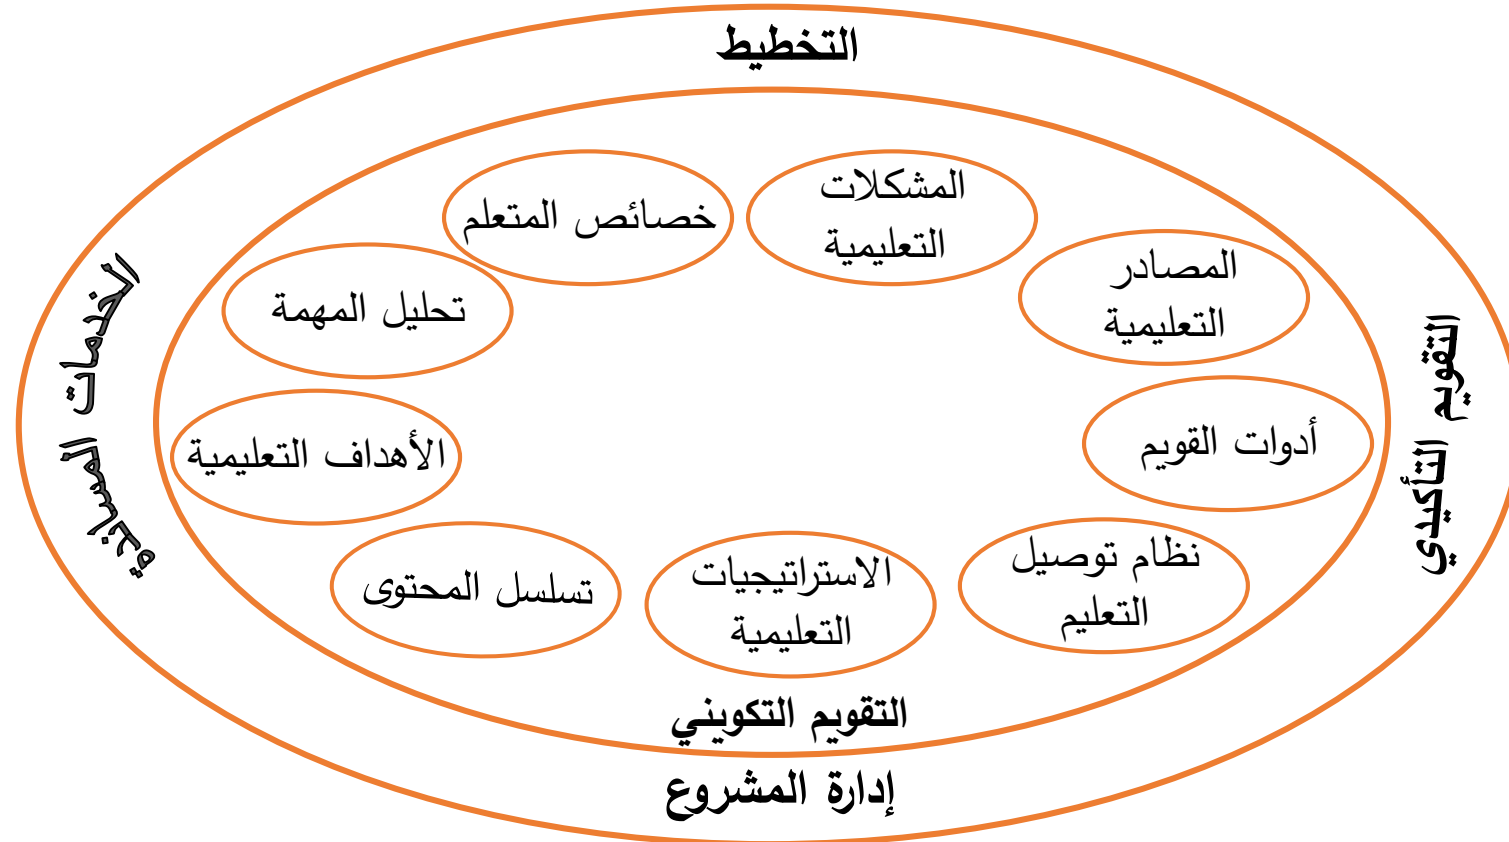 التخطيط
المشكلات
التعليمية
خصائص المتعلم
المصادر
التعليمية
تحليل المهمة
الخدمات المساندة
التقويم التأكيدي
أدوات القويم
الأهداف التعليمية
نظام توصيل
التعليم
الاستراتيجيات
التعليمية
تسلسل المحتوى
التقويم التكويني
إدارة المشروع